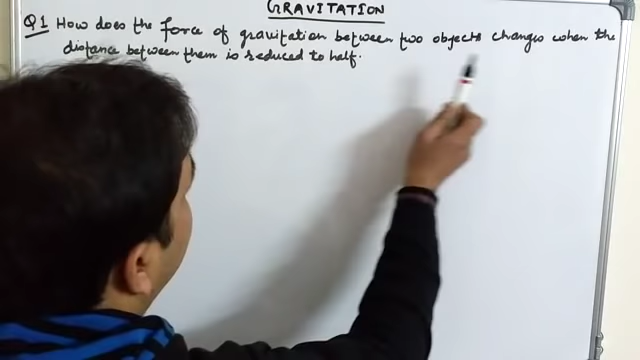 GRAVITATION
Q1 How does the force of gravitation between two objects changes when the
distance between them is reduced to half.